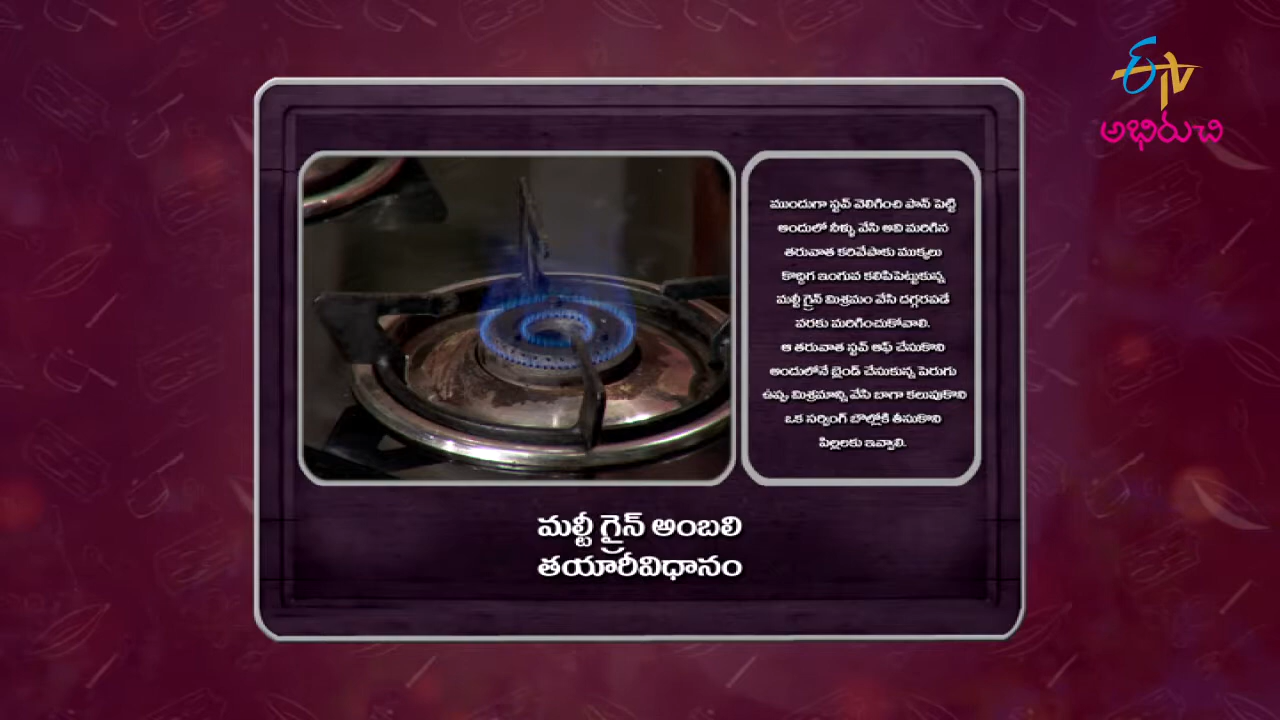 ETV
అభిరుచి
ముందుగా స్టవ్ వెలిగించి పాన్ పెట్టి
అందులో నీళ్ళు వేసి అవి మరిగిన
తరువాత కరివేపాకు ముక్కలు
కొద్దిగ ఇంగువ కలిపిపెట్టుకున్న
మల్టీ గ్రైన్ మిశ్రమం వేసి దగ్గరపడే
వరకు మరిగించుకోవాలి.
ఆ తరువాత స్టవ్ ఆఫ్ చేసుకొని
అందులోనే బ్లెండ్ చేసుకున్న పెరుగు
ఉప్పు మిశ్రమాన్ని వేసి బాగా కలుపుకొని
ఒక సర్వింగ్ బౌల్లోకి తీసుకొని
పిల్లలకు ఇవ్వాలి.
మల్టీ గ్రైన్ అంబలి
తయారీవిధానం